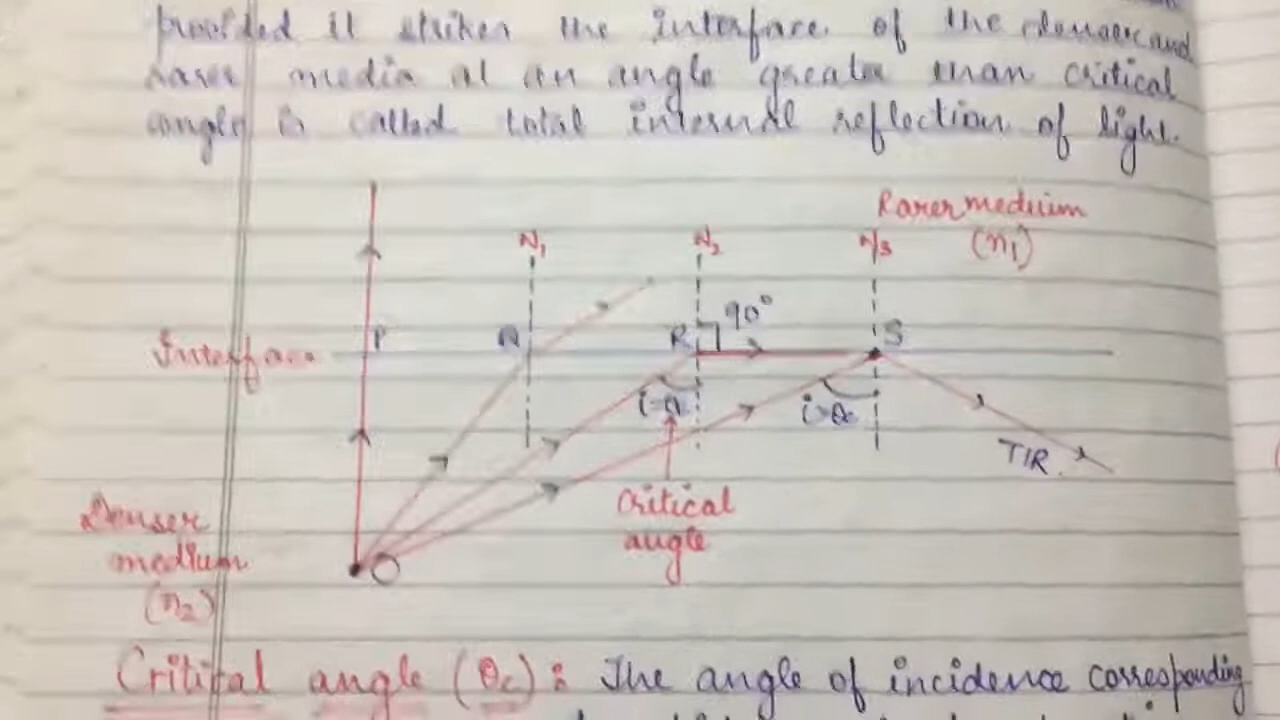 provided it strikes the interface of the denser and
rarer media at an angle greater than critical
angle is called total internal reflection of light.
Rarer medium
(n₁)
N₁ N₂ N₃
90°
P Q R S
Interface
i=θc
i>θc
TIR
Critical
angle
Denser
medium
(n₂)
O
Critical angle (θc): The angle of incidence corresponding